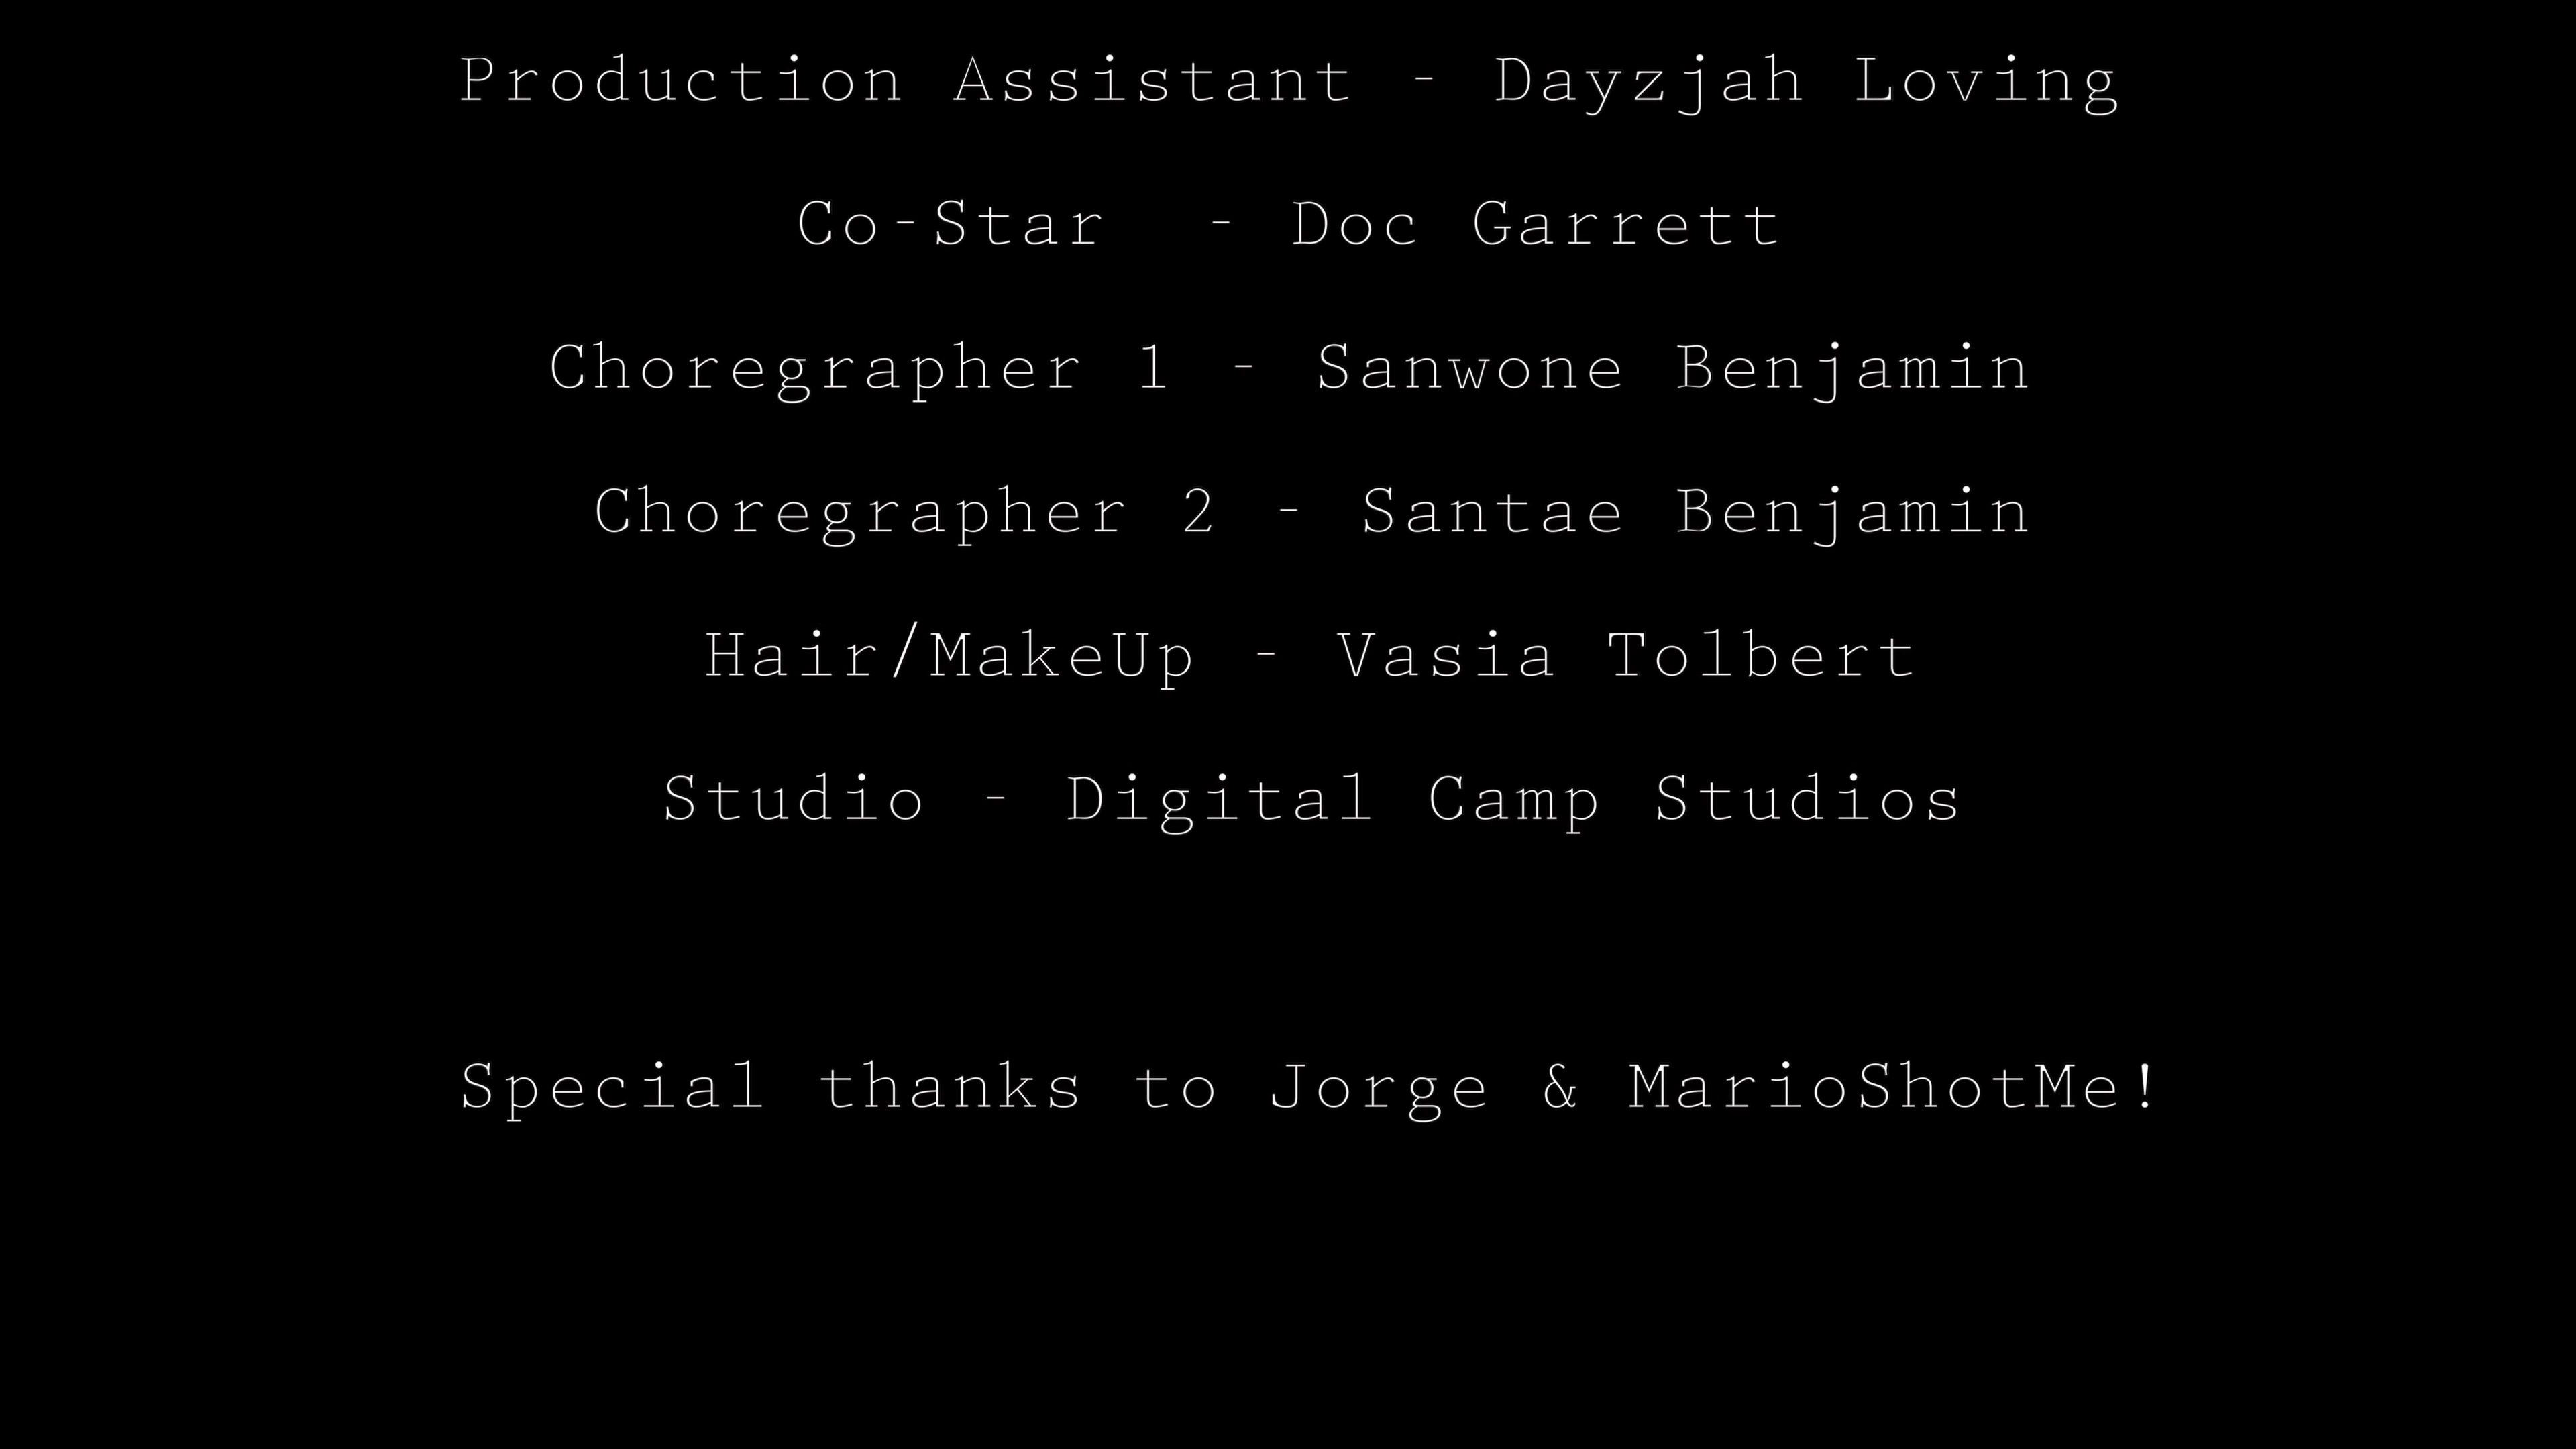 Production Assistant - Dayzjah Loving
Co-Star  - Doc Garrett
Choregrapher 1 - Sanwone Benjamin
Choregrapher 2 - Santae Benjamin
Hair/MakeUp - Vasia Tolbert
Studio - Digital Camp Studios
Special thanks to Jorge & MarioShotMe!